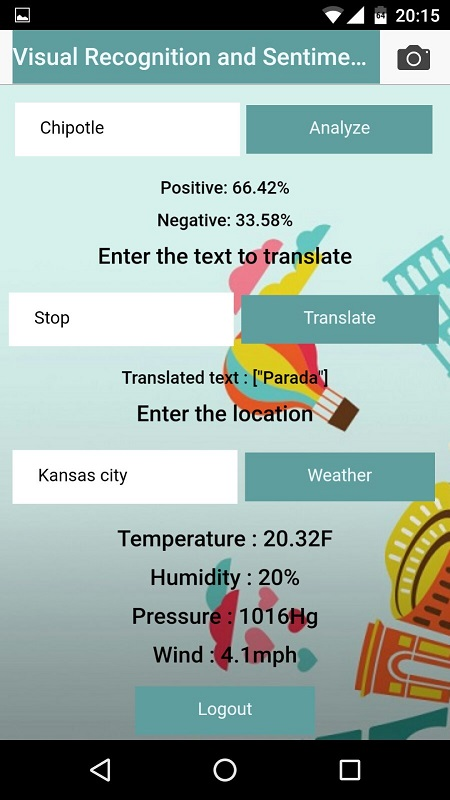 20:15
Visual Recognition and Sentime...
Chipotle
Analyze
Positive: 66.42%
Negative: 33.58%
Enter the text to translate
Stop
Translate
Translated text : ["Parada"]
Enter the location
Kansas city
Weather
Temperature : 20.32F
Humidity : 20%
Pressure : 1016Hg
Wind : 4.1mph
Logout